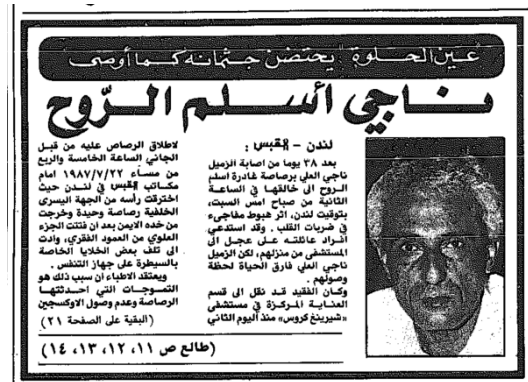 عين الحلوة يحتضن جثمانه كما أوصى
ناجي أسلم الروح
لندن - القبس :
بعد ٣٨ يوما من اصابة الزميل
ناجي العلي برصاصة غادرة اسلم
الروح الى خالقها في الساعة
الثانية من صباح امس السبت،
بتوقيت لندن، اثر هبوط مفاجىء
في ضربات القلب . وقد استدعي
أفراد عائلته على عجل الى
المستشفى من منزلهم، لكن الزميل
ناجي العلي فارق الحياة لحظة
وصولهم .
وكان الفقيد قد نقل الى قسم
العناية المركزة في مستشفى
«شيرينغ كروس» منذ اليوم الثاني
لاطلاق الرصاص عليه من قبل
الجاني الساعة الخامسة والربع
من مساء ١٩٨٧/٧/٢٢ امام
مكاتب القبس في لندن حيث
اخترقت رأسه من الجهة اليسرى
الخلفية رصاصة وحيدة وخرجت
من خده الايمن بعد ان فتتت الجزء
العلوي من العمود الفقري، وادت
الى تلف بعض الخلايا الخاصة
بالسيطرة على جهاز التنفس .
ويعتقد الاطباء ان سبب ذلك هو
التموجات التي احدثتها
الرصاصة وعدم وصول الاوكسجين
(البقية على الصفحة ٢١)
(طالع ص ١١، ١٢، ١٣، ١٤)